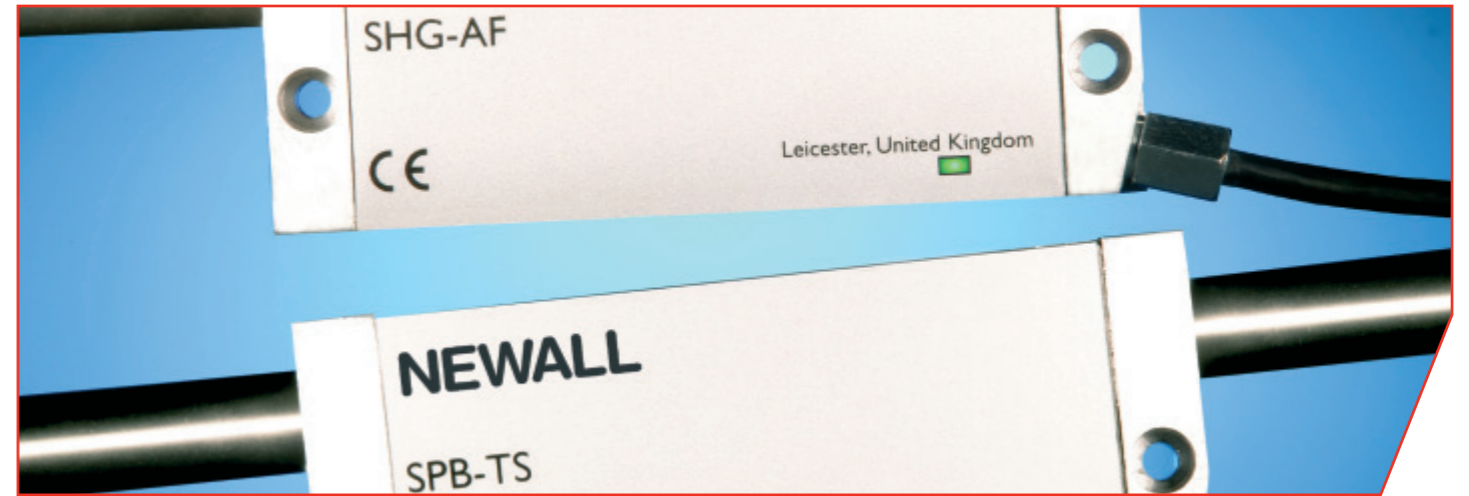 SHG-AF
CE
Leicester, United Kingdom
NEWALL
SPB-TS